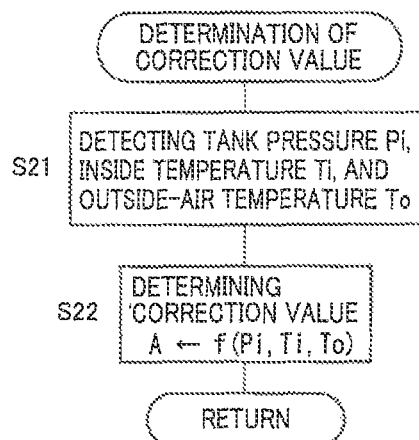 DETERMINATION OF
CORRECTION VALUE
S21
DETECTING TANK PRESSURE Pi,
INSIDE TEMPERATURE Ti, AND
OUTSIDE-AIR TEMPERATURE To
S22
DETERMINING
CORRECTION VALUE
A ← f(Pi, Ti, To)
RETURN